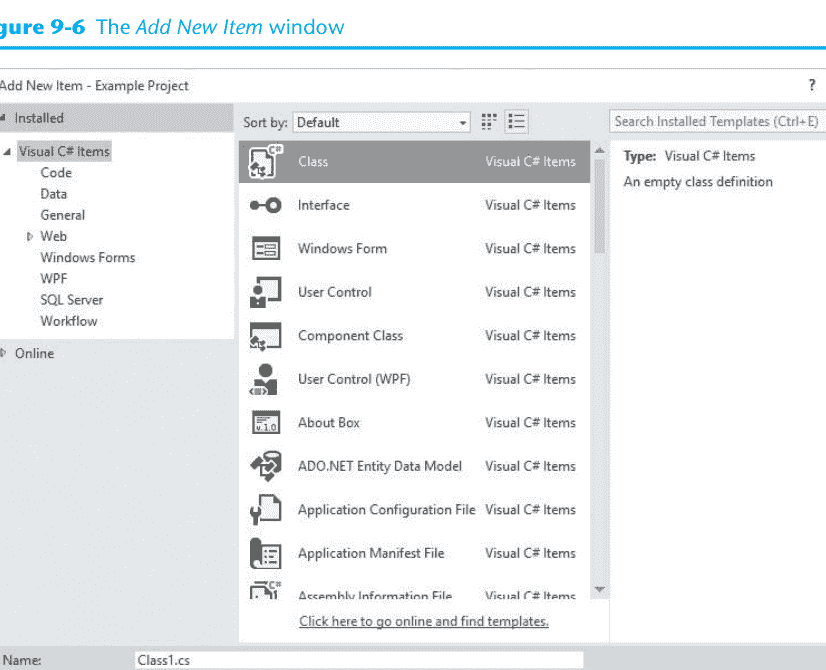 gure 9-6 The Add New Item window
Add New Item - Example Project ?
Installed
Sort by: Default
Search Installed Templates (Ctrl+E)
Visual C# Items
Code
Data
General
Web
Windows Forms
WPF
SQL Server
Workflow
Online
Class Visual C# Items
Interface Visual C# Items
Windows Form Visual C# Items
User Control Visual C# Items
Component Class Visual C# Items
User Control (WPF) Visual C# Items
About Box Visual C# Items
ADO.NET Entity Data Model Visual C# Items
Application Configuration File Visual C# Items
Application Manifest File Visual C# Items
Assembly Information File Visual C# Items
Click here to go online and find templates.
Type: Visual C# Items
An empty class definition
Name: Class1.cs